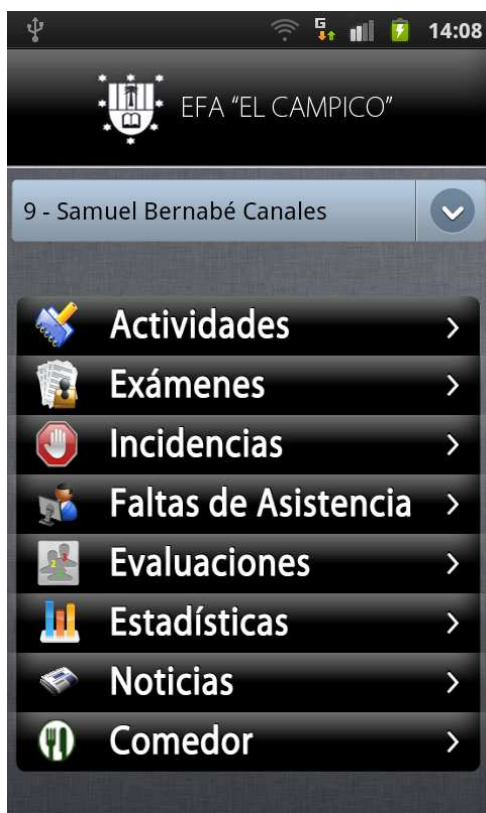 G 14:08
EFA “EL CAMPICO”
9 - Samuel Bernabé Canales
Actividades
Exámenes
Incidencias
Faltas de Asistencia
Evaluaciones
Estadísticas
Noticias
Comedor